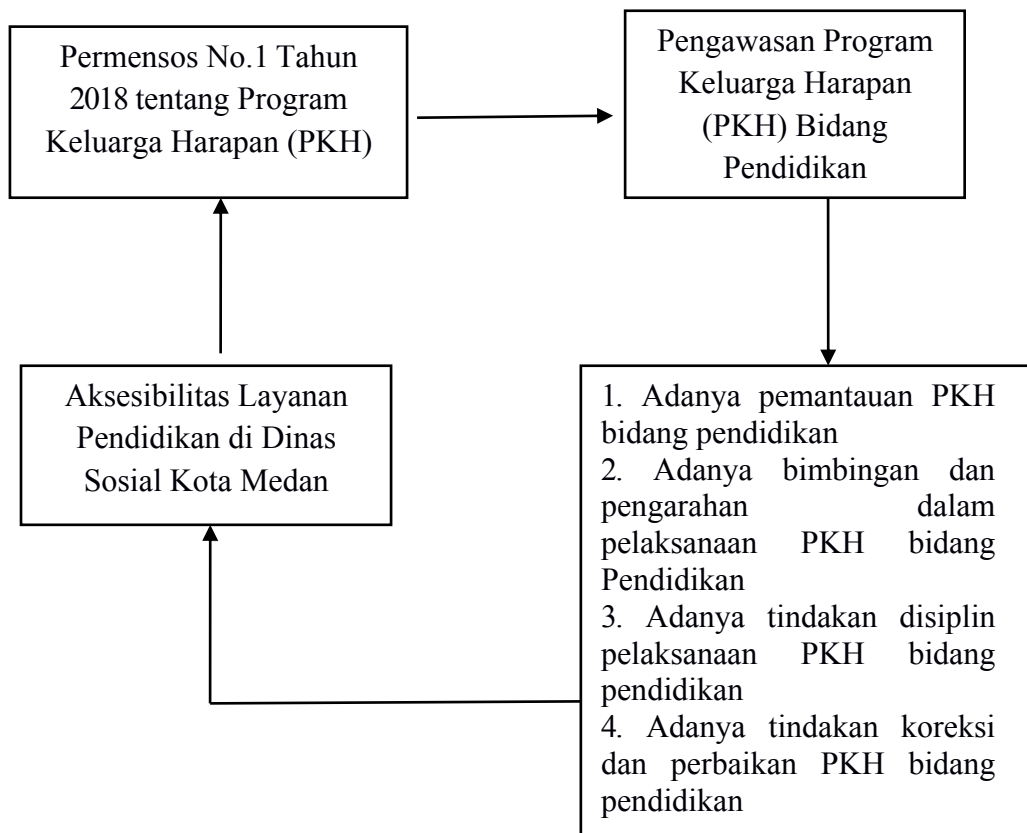 Permensos No.1 Tahun
2018 tentang Program
Keluarga Harapan (PKH)
Pengawasan Program
Keluarga Harapan
(PKH) Bidang
Pendidikan
Aksesibilitas Layanan
Pendidikan di Dinas
Sosial Kota Medan
1. Adanya pemantauan PKH
bidang pendidikan
2. Adanya bimbingan dan
pengarahan dalam
pelaksanaan PKH bidang
Pendidikan
3. Adanya tindakan disiplin
pelaksanaan PKH bidang
pendidikan
4. Adanya tindakan koreksi
dan perbaikan PKH bidang
pendidikan